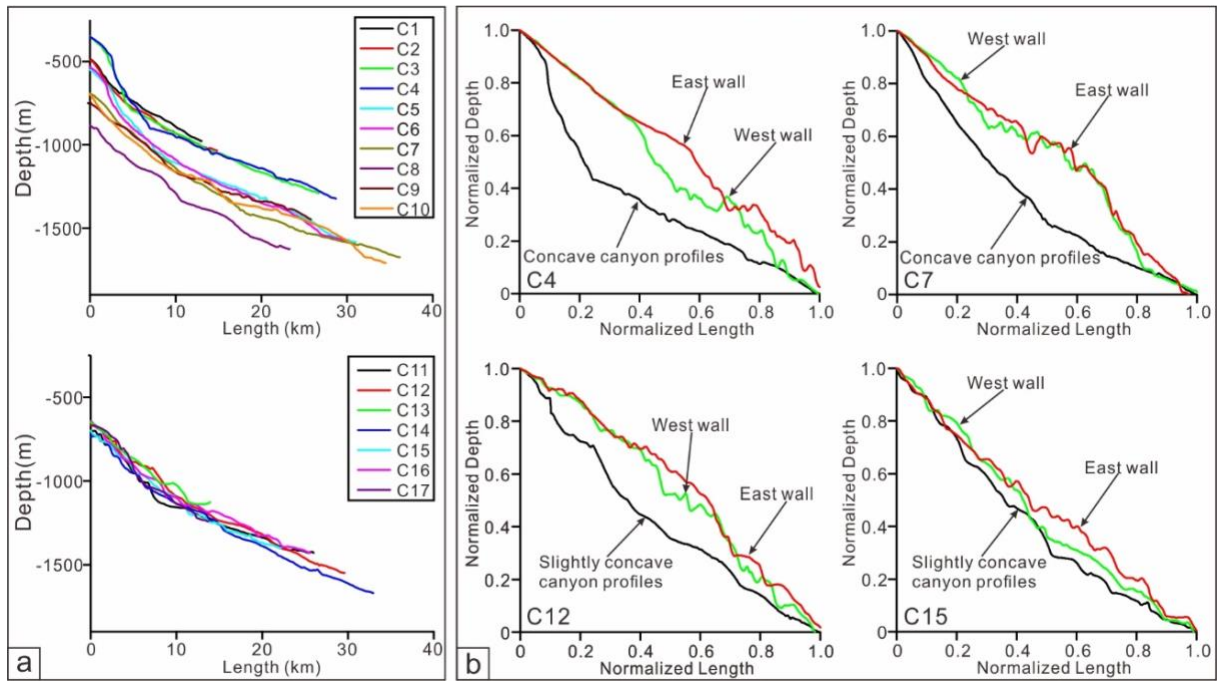 C1
C2
C3
C4
C5
C6
C7
C8
C9
C10
-500
-1000
-1500
Depth(m)
0
10
20
30
40
Length (km)
C11
C12
C13
C14
C15
C16
C17
-500
-1000
-1500
Depth(m)
0
10
20
30
40
Length (km)
a
1.0
0.8
0.6
0.4
0.2
0
Normalized Depth
East wall
West wall
Concave canyon profiles
C4
0
0.2
0.4
0.6
0.8
1.0
Normalized Length
1.0
0.8
0.6
0.4
0.2
0
Normalized Depth
West wall
East wall
Concave canyon profiles
C7
0
0.2
0.4
0.6
0.8
1.0
Normalized Length
1.0
0.8
0.6
0.4
0.2
0
Normalized Depth
West wall
East wall
Slightly concave
canyon profiles
C12
0
0.2
0.4
0.6
0.8
1.0
Normalized Length
1.0
0.8
0.6
0.4
0.2
0
Normalized Depth
West wall
East wall
Slightly concave
canyon profiles
C15
0
0.2
0.4
0.6
0.8
1.0
Normalized Length
b